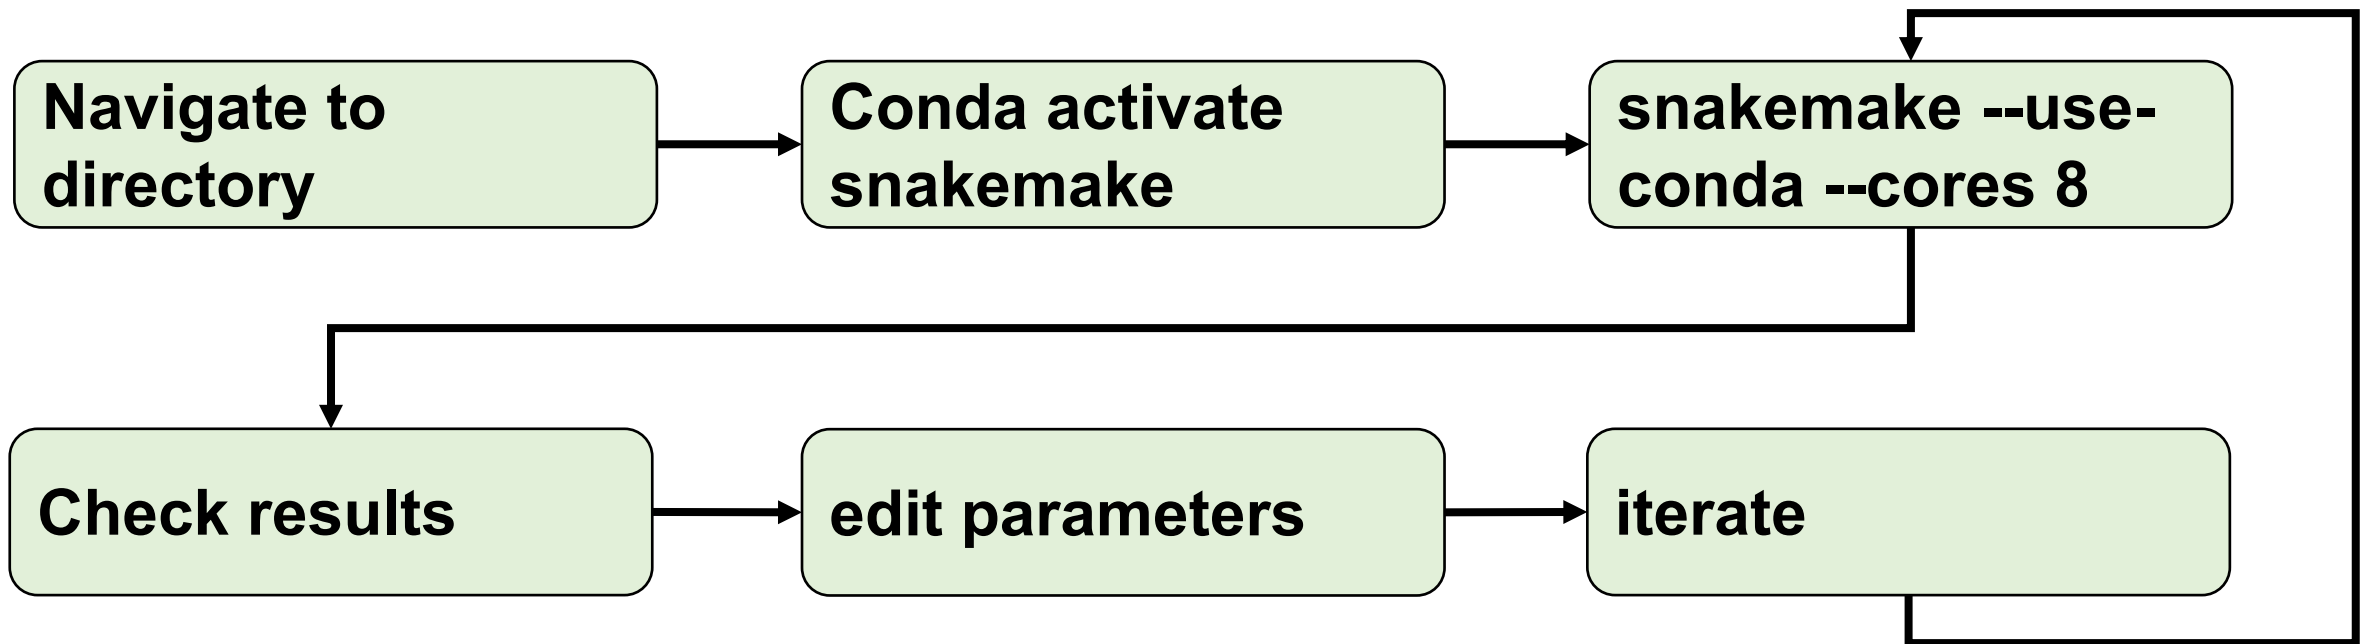 Navigate to
directory
Conda activate
snakemake
snakemake --use-
conda --cores 8
Check results
edit parameters
iterate